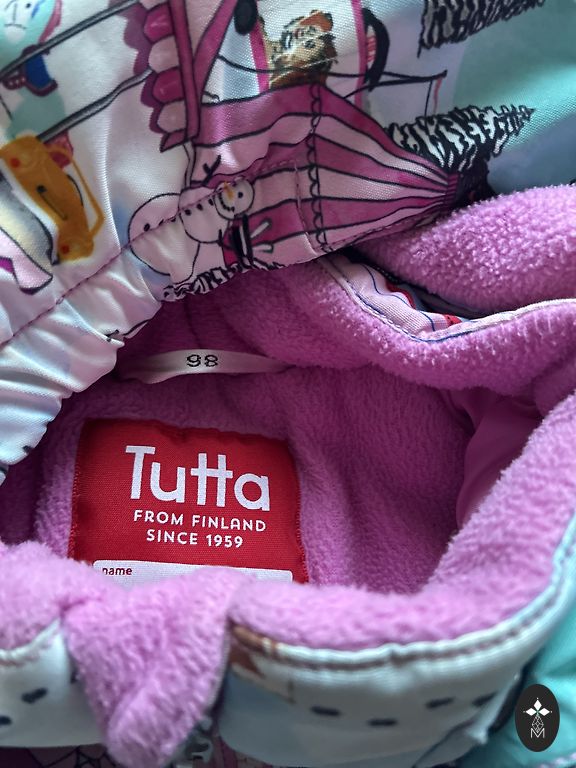 98
Tutta
FROM FINLAND
SINCE 1959
name
M